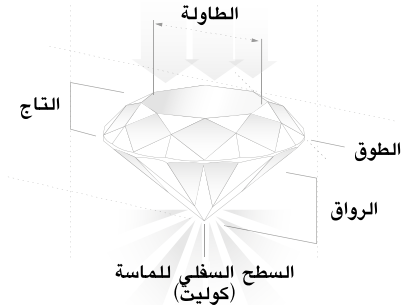 الطاولة
التاج
الطوق
الرواق
السطح السفلي للماسة
(كوليت)